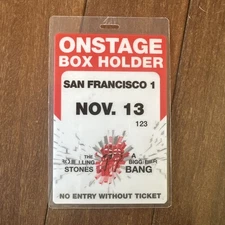 ONSTAGE
BOX HOLDER
SAN FRANCISCO 1
NOV. 13
123
THE
A
STONES
BANG
NO ENTRY WITHOUT TICKET